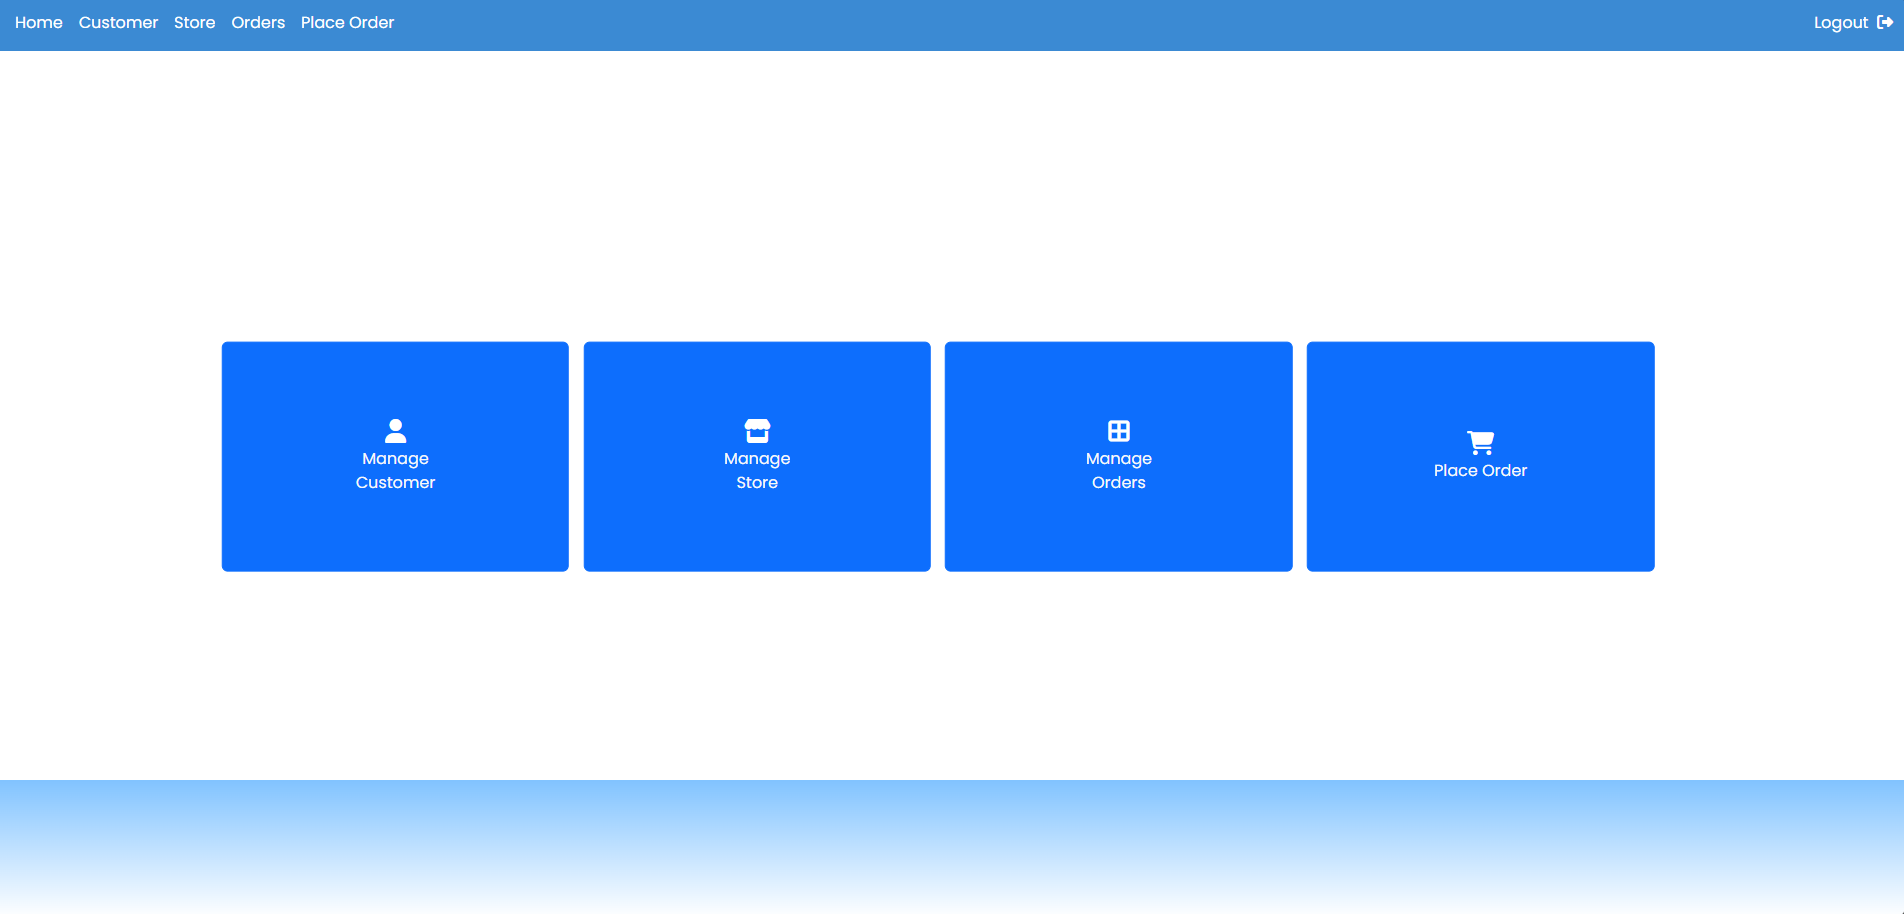 Home Customer Store Orders Place Order Logout
Manage
Customer
Manage
Store
Manage
Orders
Place Order